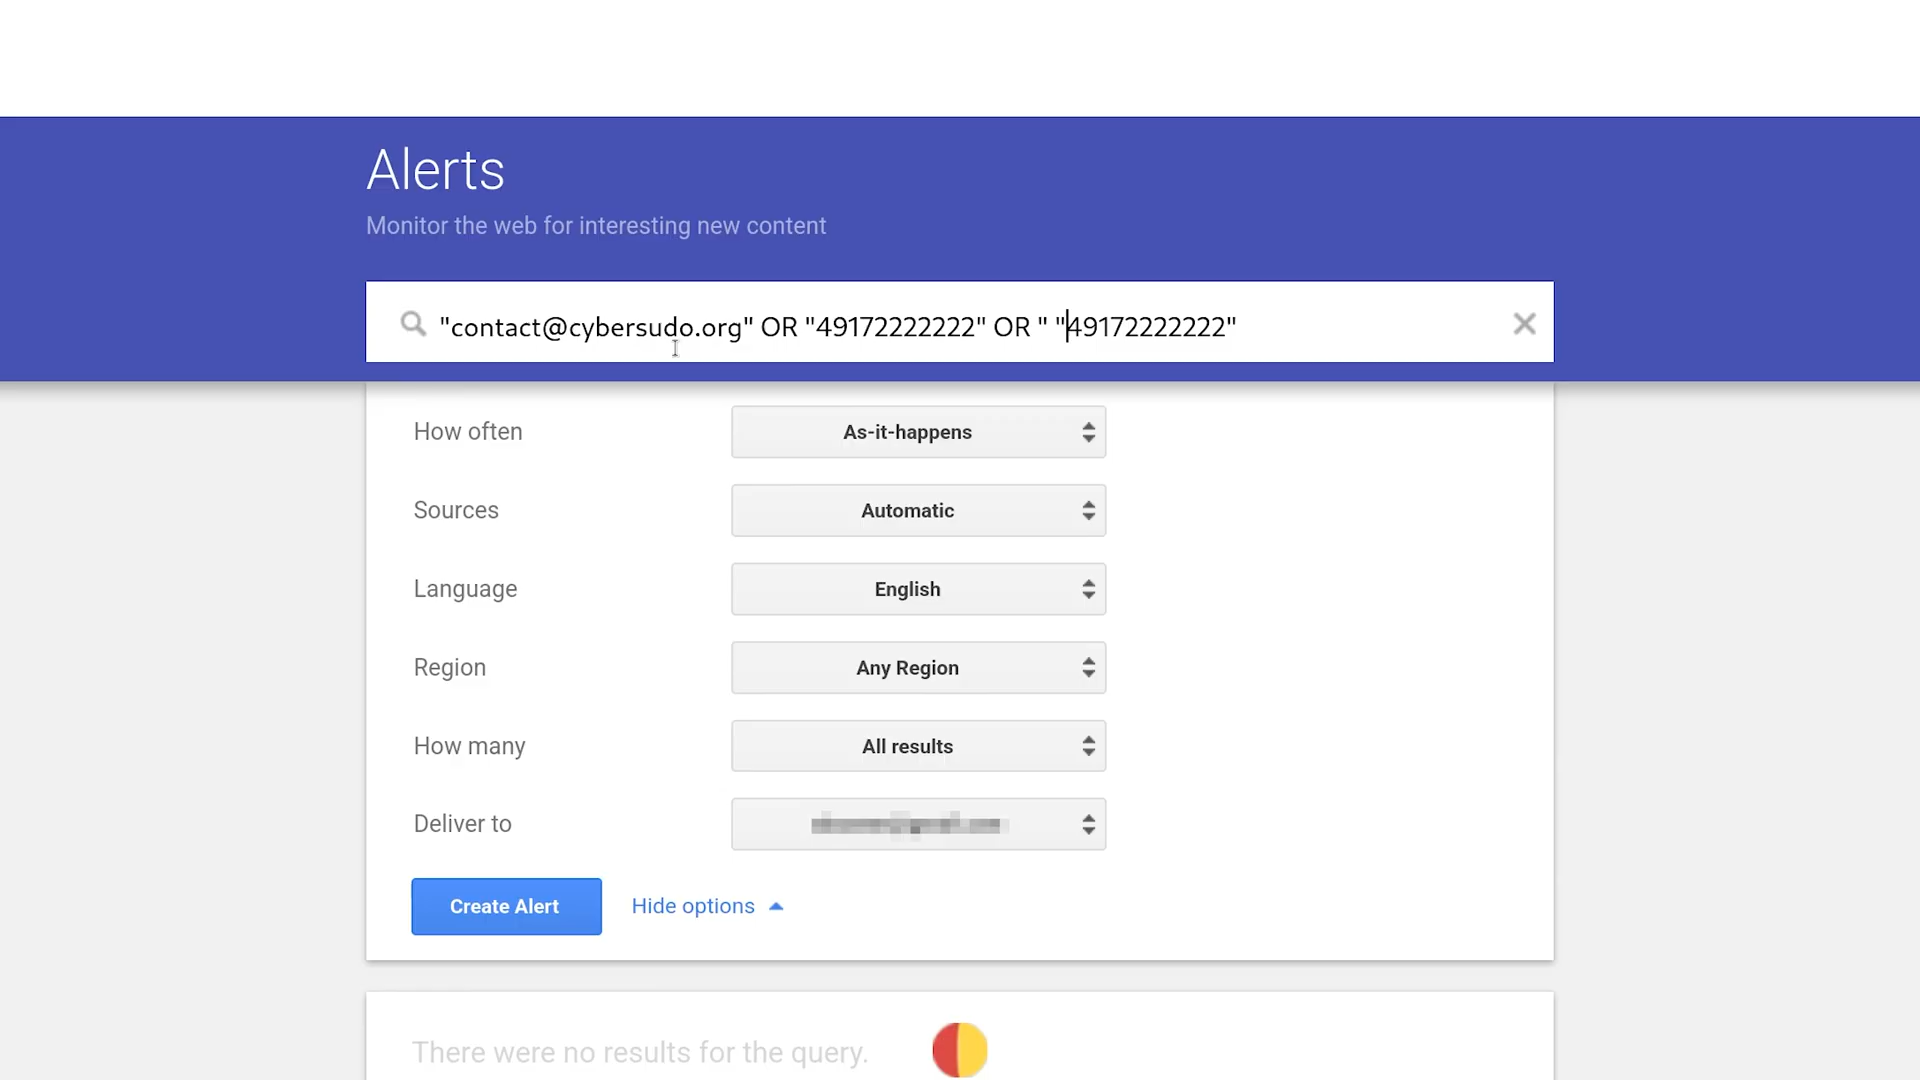 Alerts
Monitor the web for interesting new content
"contact@cybersudo.org" OR "49172222222" OR " "49172222222"
How often
As-it-happens
Sources
Automatic
Language
English
Region
Any Region
How many
All results
Deliver to
Create Alert
Hide options
There were no results for the query.